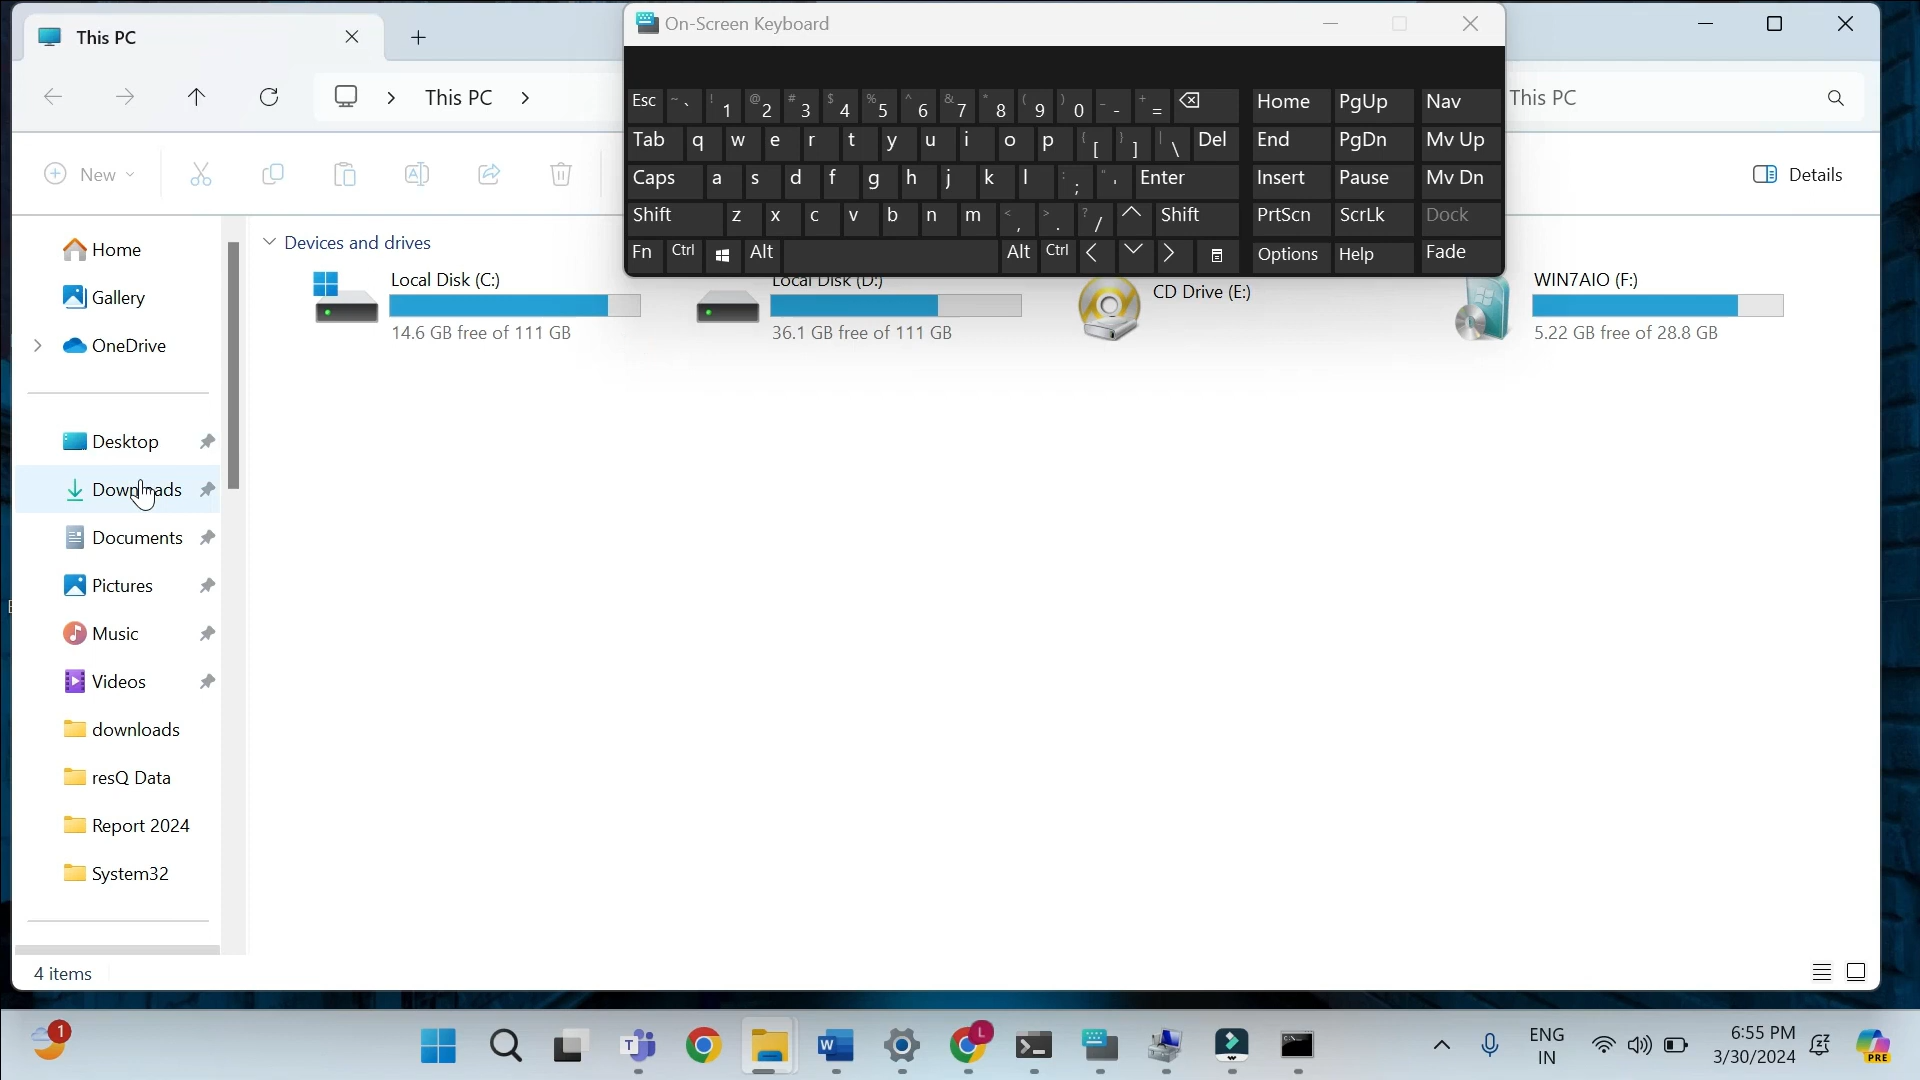 This PC
On-Screen Keyboard
This PC
This PC
Esc ~ ` ! 1 @ 2 # 3 $ 4 % 5 ^ 6 & 7 * 8 ( 9 ) 0 _ - + = Home PgUp Nav
Tab q w e r t y u i o p { [ } ] | \ Del End PgDn Mv Up
Caps a s d f g h j k l : ; " ' Enter Insert Pause Mv Dn
Shift z x c v b n m < , > . ? / Shift PrtScn ScrLk Dock
Fn Ctrl Alt Alt Ctrl Options Help Fade
New
Details
Home
Gallery
OneDrive
Desktop
Downloads
Documents
Pictures
Music
Videos
downloads
resQ Data
Report 2024
System32
Devices and drives
Local Disk (C:)
14.6 GB free of 111 GB
Local Disk (D:)
36.1 GB free of 111 GB
CD Drive (E:)
WIN7AIO (F:)
5.22 GB free of 28.8 GB
4 items
1
T
W
L
C:\
ENG
IN
6:55 PM
3/30/2024
PRE